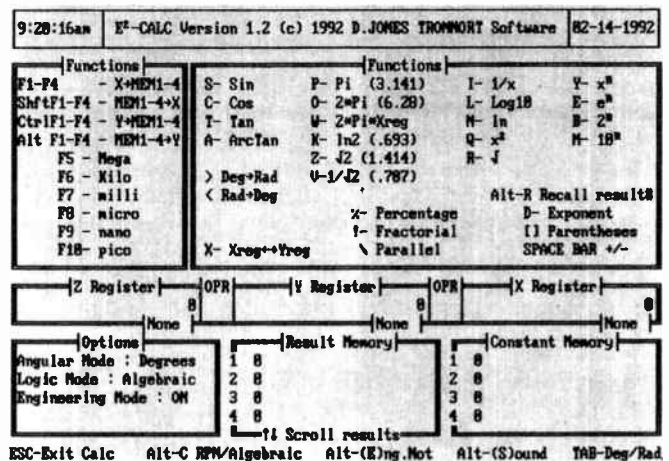 9:20:16am E²-CALC Version 1.2 (c) 1992 D.JONES TRONNORT Software 02-14-1992
Functions
F1-F4 - X→MEM1-4
ShftF1-F4 - MEM1-4→X
CtrlF1-F4 - Y→MEM1-4
Alt F1-F4 - MEM1-4→Y
F5 - Mega
F6 - Kilo
F7 - milli
F8 - micro
F9 - nano
F10- pico
Functions
S- Sin P- Pi (3.141) I- 1/x Y- xⁿ
C- Cos O- 2*Pi (6.28) L- Log10 E- eⁿ
T- Tan W- 2*Pi*Xreg N- ln B- 2ⁿ
A- ArcTan K- ln2 (.693) Q- x² M- 10ⁿ
Z- √2 (1.414) R- √
> Deg→Rad V-1/√2 (.707)
< Rad→Deg Alt-R Recall result%
%- Percentage D- Exponent
!- Fractorial [] Parentheses
X- Xreg↔Yreg \ Parallel SPACE BAR +/-
Z Register OPR Y Register OPR X Register
0 0 0
None None None
Options
Angular Mode : Degrees
Logic Mode : Algebraic
Engineering Mode : ON
Result Memory
1 0
2 0
3 0
4 0
↑↓ Scroll results
Constant Memory
1 0
2 0
3 0
4 0
ESC-Exit Calc Alt-C RPN/Algebraic Alt-(E)ng.Not Alt-(S)ound TAB-Deg/Rad